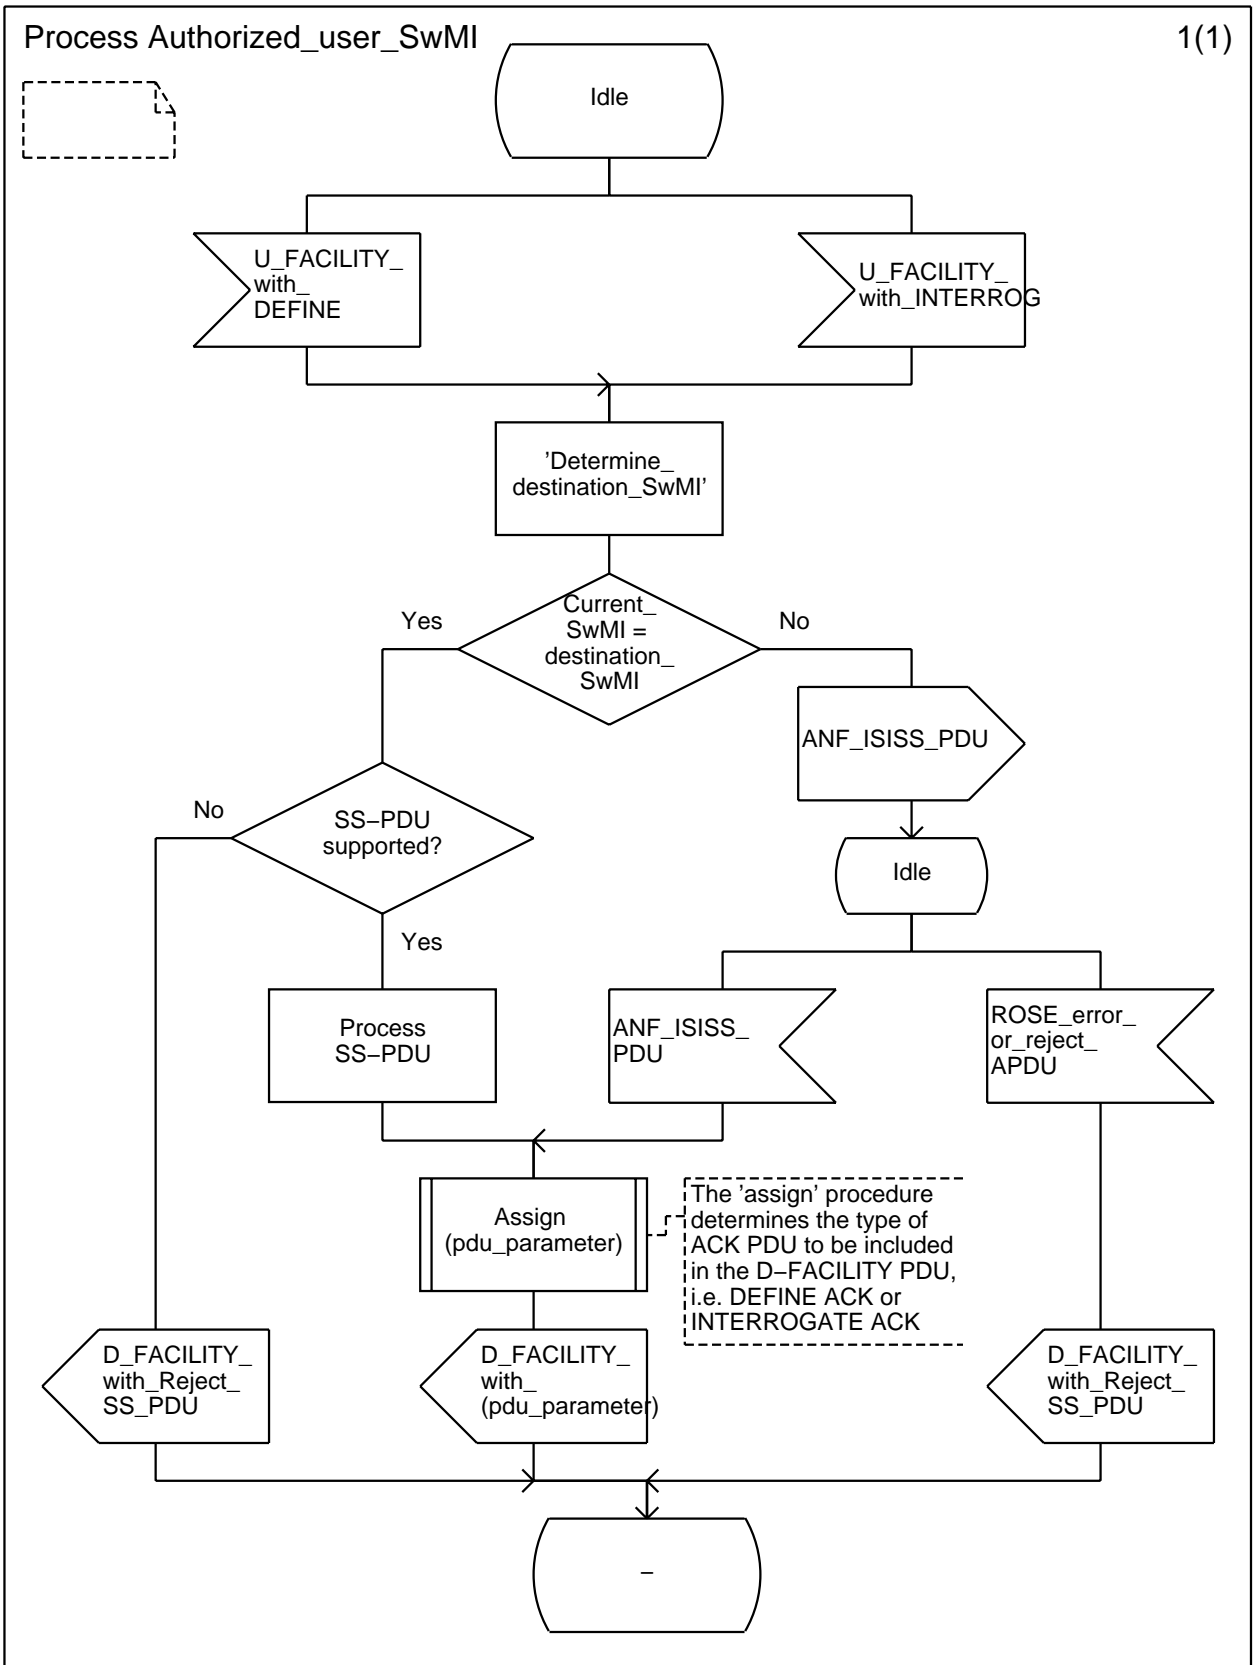 Process Authorized_user_SwMI
1(1)
Idle
U_FACILITY_
with_
DEFINE
U_FACILITY_
with_INTERROG
’Determine_
destination_SwMI’
Current_
SwMI =
destination_
SwMI
Yes
No
ANF_ISISS_PDU
No
SS−PDU
supported?
Idle
Yes
Process
SS−PDU
ANF_ISISS_
PDU
ROSE_error_
or_reject_
APDU
Assign
(pdu_parameter)
The ’assign’ procedure
determines the type of
ACK PDU to be included
in the D−FACILITY PDU,
i.e. DEFINE ACK or
INTERROGATE ACK
D_FACILITY_
with_Reject_
SS_PDU
D_FACILITY_
with_
(pdu_parameter)
D_FACILITY_
with_Reject_
SS_PDU
−